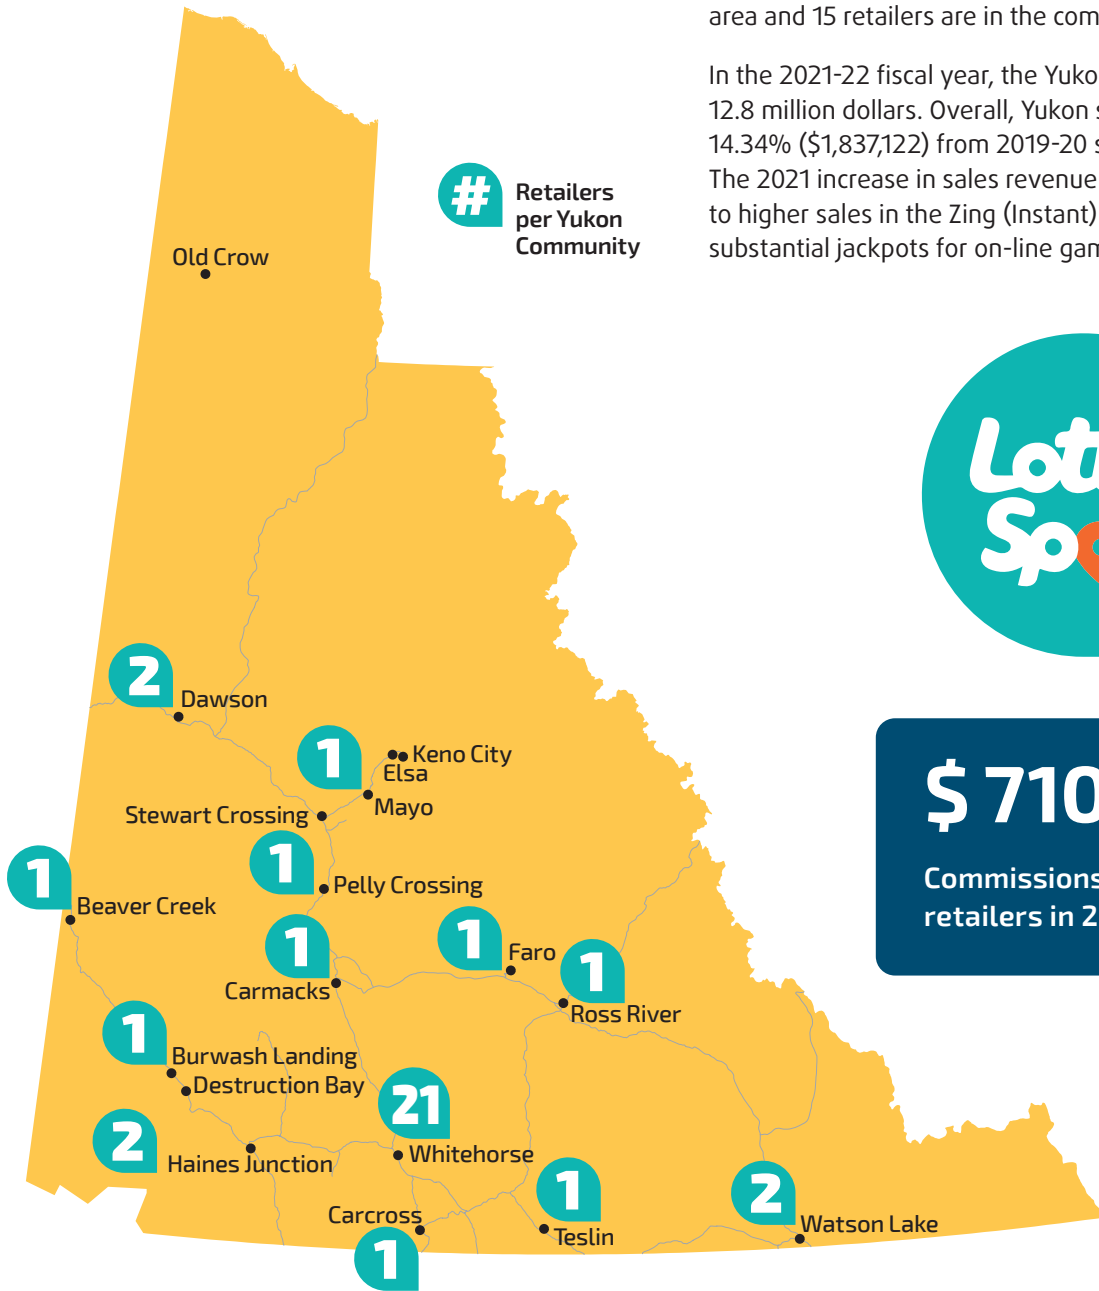 area and 15 retailers are in the com
In the 2021-22 fiscal year, the Yuko
12.8 million dollars. Overall, Yukon s
14.34% ($1,837,122) from 2019-20 s
The 2021 increase in sales revenue
to higher sales in the Zing (Instant)
substantial jackpots for on-line gam
#
Retailers
per Yukon
Community
Old Crow
Lott
Spo
2
Dawson
1
Keno City
Elsa
Mayo
Stewart Crossing
$ 710
Commissions
retailers in 2
1
Pelly Crossing
1
Beaver Creek
1
Carmacks
1
Faro
1
Ross River
1
Burwash Landing
Destruction Bay
2
Haines Junction
21
Whitehorse
Carcross
1
1
Teslin
2
Watson Lake